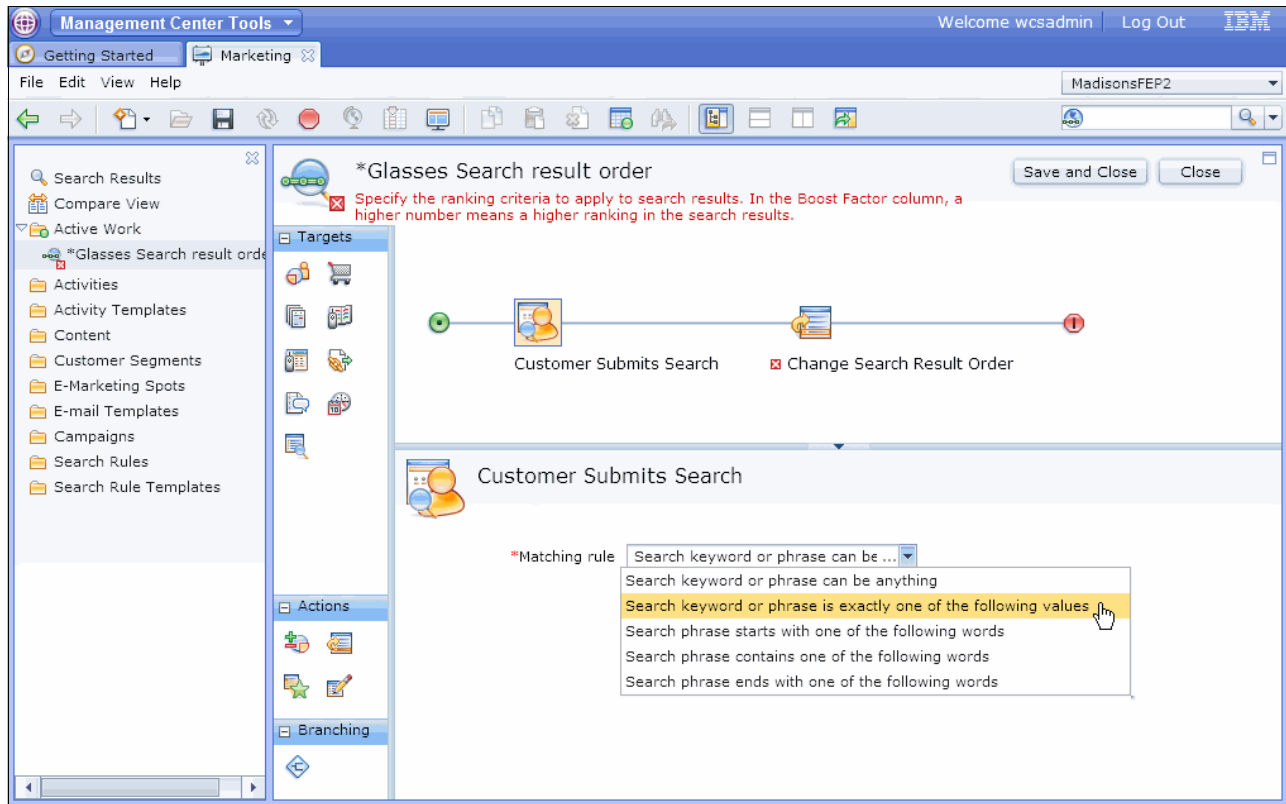 Management Center Tools
Welcome wcsadmin
Log Out
IBM
Getting Started
Marketing
File Edit View Help
MadisonsFEP2
Search Results
Compare View
Active Work
*Glasses Search result orde
Activities
Activity Templates
Content
Customer Segments
E-Marketing Spots
E-mail Templates
Campaigns
Search Rules
Search Rule Templates
*Glasses Search result order
Save and Close
Close
Specify the ranking criteria to apply to search results. In the Boost Factor column, a
higher number means a higher ranking in the search results.
Targets
Customer Submits Search
Change Search Result Order
Customer Submits Search
*Matching rule
Search keyword or phrase can be ...
Search keyword or phrase can be anything
Search keyword or phrase is exactly one of the following values
Search phrase starts with one of the following words
Search phrase contains one of the following words
Search phrase ends with one of the following words
Actions
Branching